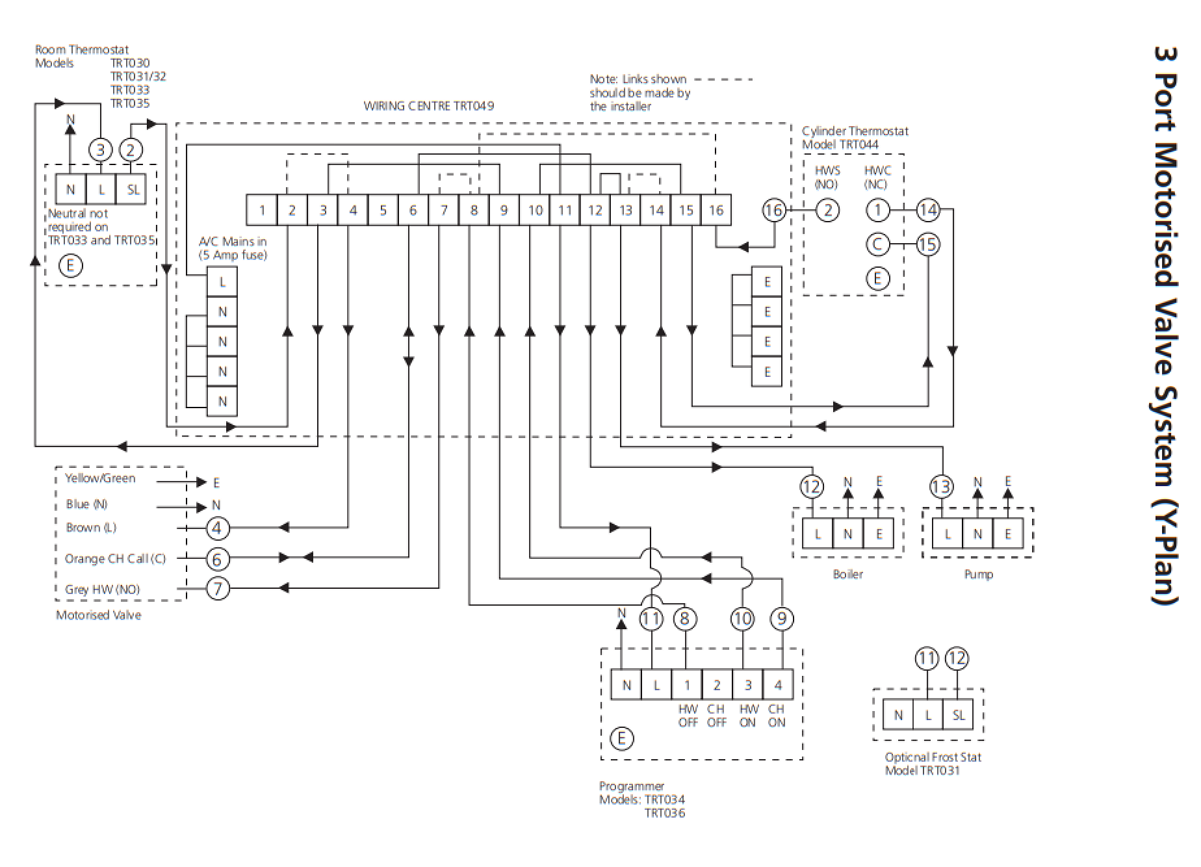 3 Port Motorised Valve System (Y-Plan)
Room Thermostat
Models TRT030
TRT031/32
TRT033
TRT035
N
3 2
N L SL
Neutral not
required on
TRT033 and TRT035
E
WIRING CENTRE TRT049
Note: Links shown
should be made by
the installer
1 2 3 4 5 6 7 8 9 10 11 12 13 14 15 16
A/C Mains in
(5 Amp fuse)
L
N
N
N
N
E
E
E
E
Cylinder Thermostat
Model TRT044
HWS HWC
(NO) (NC)
16 2 1 14
C 15
E
Yellow/Green E
Blue (N) N
Brown (L) 4
Orange CH Call (C) 6
Grey HW (NO) 7
Motorised Valve
12 N E
L N E
Boiler
13 N E
L N E
Pump
N 11 8 10 9
N L 1 2 3 4
HW CH HW CH
OFF OFF ON ON
E
Programmer
Models: TRT034
TRT036
11 12
N L SL
Opticnal Frost Stat
Model TRT031